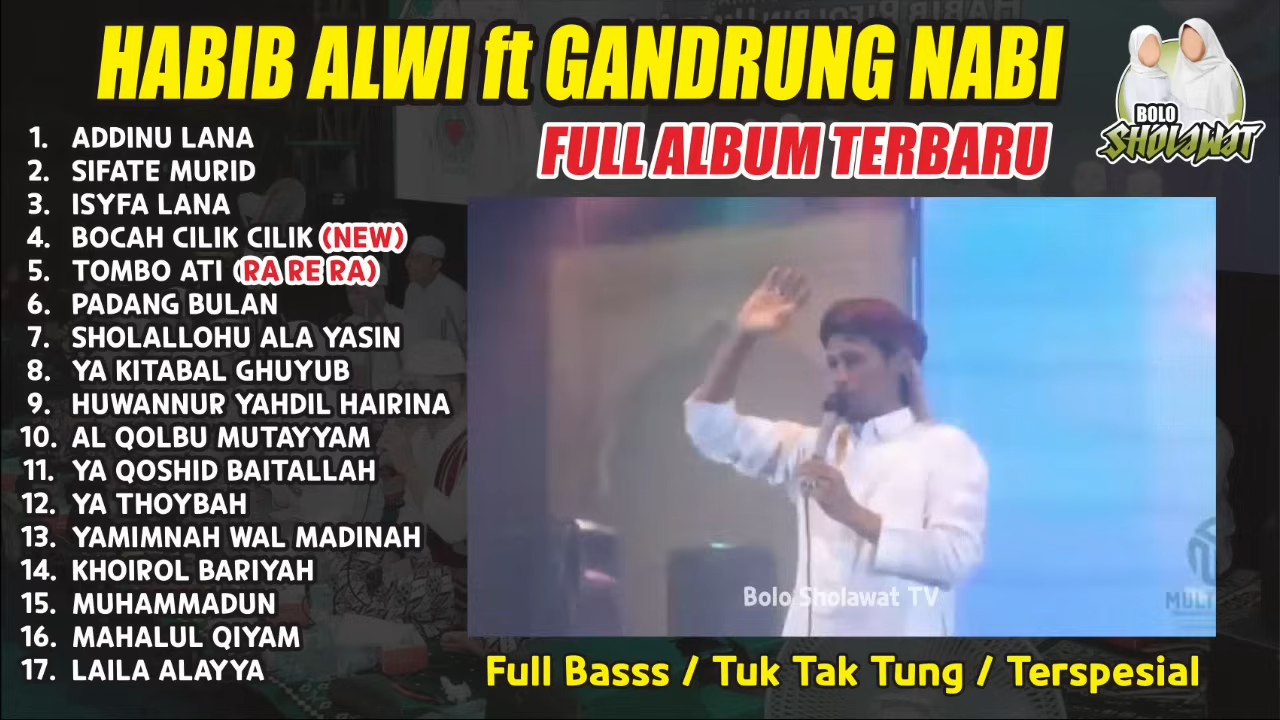 HABIB ALWI ft GANDRUNG NABI
FULL ALBUM TERBARU
BOLO
SHOLAWAT
1. ADDINU LANA
2. SIFATE MURID
3. ISYFA LANA
4. BOCAH CILIK CILIK (NEW)
5. TOMBO ATI (RA RE RA)
6. PADANG BULAN
7. SHOLALLOHU ALA YASIN
8. YA KITABAL GHUYUB
9. HUWANNUR YAHDIL HAIRINA
10. AL QOLBU MUTAYYAM
11. YA QOSHID BAITALLAH
12. YA THOYBAH
13. YAMIMNAH WAL MADINAH
14. KHOIROL BARIYAH
15. MUHAMMADUN
16. MAHALUL QIYAM
17. LAILA ALAYYA
Bolo Sholawat TV
Full Basss / Tuk Tak Tung / Terspesial